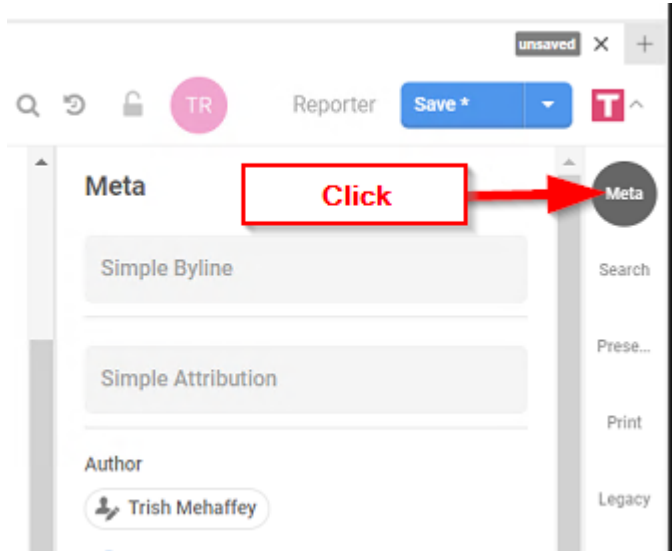 unsaved
TR
Reporter
Save *
T
Meta
Click
Meta
Simple Byline
Search
Prese...
Simple Attribution
Print
Author
Trish Mehaffey
Legacy